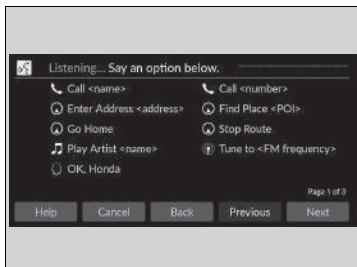 Listening... Say an option below.
Call <name> Call <number>
Enter Address <address> Find Place <POI>
Go Home Stop Route
Play Artist <name> Tune to <FM frequency>
OK, Honda
Page 1 of 3
Help Cancel Back Previous Next